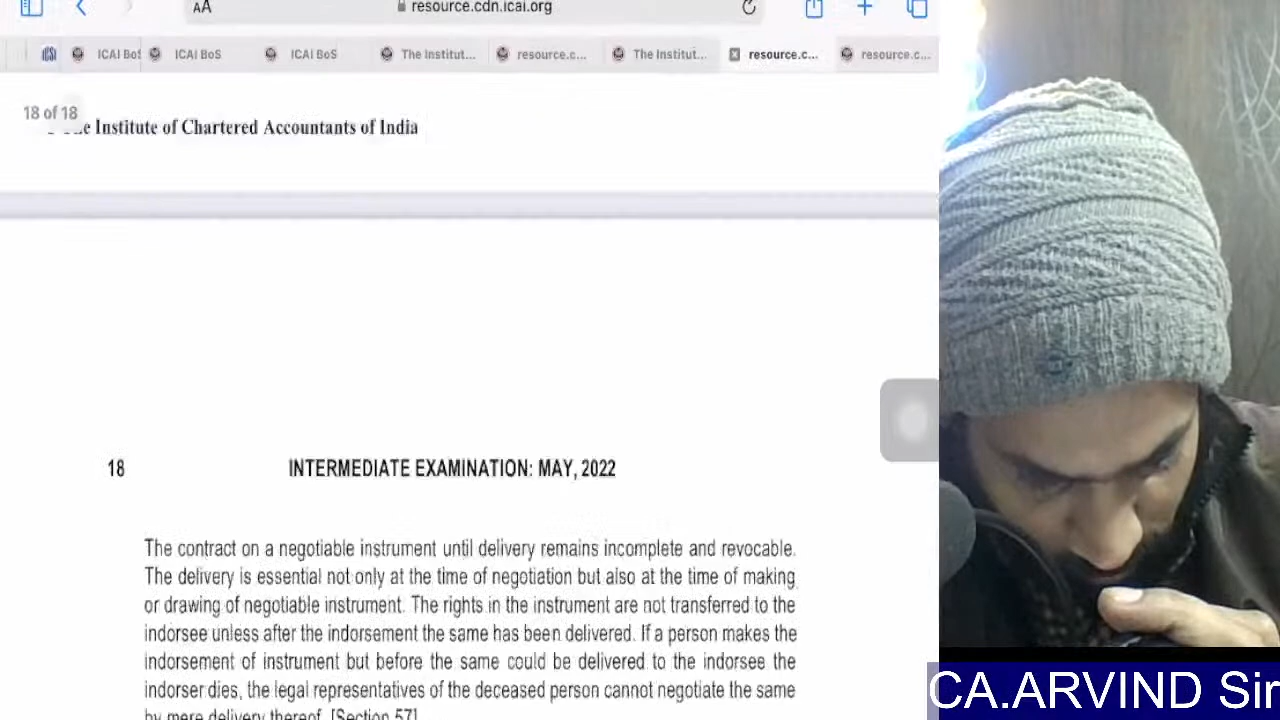 AA
resource.cdn.icai.org
ICAI BoS
ICAI BoS
ICAI BoS
The Institut...
resource.c...
The Institut...
resource.c...
resource.c...
18 of 18
Institute of Chartered Accountants of India
18
INTERMEDIATE EXAMINATION: MAY, 2022
The contract on a negotiable instrument until delivery remains incomplete and revocable.
The delivery is essential not only at the time of negotiation but also at the time of making
or drawing of negotiable instrument. The rights in the instrument are not transferred to the
indorsee unless after the indorsement the same has been delivered. If a person makes the
indorsement of instrument but before the same could be delivered to the indorsee the
indorser dies, the legal representatives of the deceased person cannot negotiate the same
by mere delivery thereof. [Section 57]
CA.ARVIND Sir